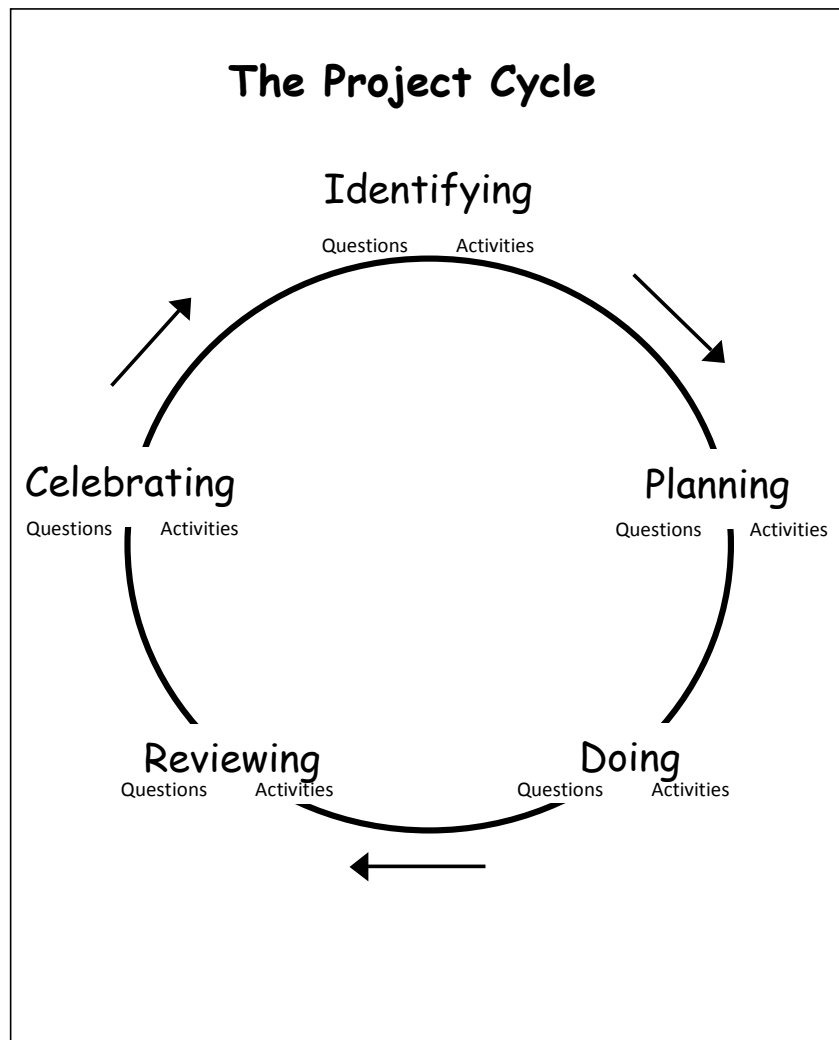 The Project Cycle
Identifying
Questions Activities
Planning
Questions Activities
Doing
Questions Activities
Reviewing
Questions Activities
Celebrating
Questions Activities